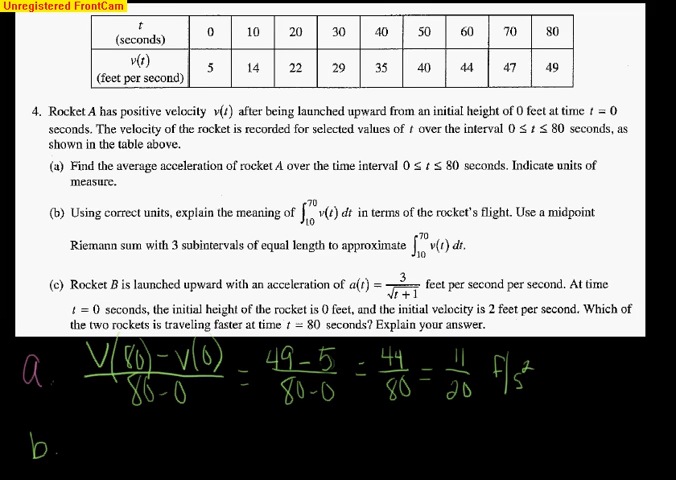 Unregistered FrontCam
t (seconds) 0 10 20 30 40 50 60 70 80
v(t) (feet per second) 5 14 22 29 35 40 44 47 49
4. Rocket A has positive velocity v(t) after being launched upward from an initial height of 0 feet at time t = 0
seconds. The velocity of the rocket is recorded for selected values of t over the interval 0 ≤ t ≤ 80 seconds, as
shown in the table above.
(a) Find the average acceleration of rocket A over the time interval 0 ≤ t ≤ 80 seconds. Indicate units of
measure.
(b) Using correct units, explain the meaning of ∫₁₀⁷⁰ v(t) dt in terms of the rocket's flight. Use a midpoint
Riemann sum with 3 subintervals of equal length to approximate ∫₁₀⁷⁰ v(t) dt.
(c) Rocket B is launched upward with an acceleration of a(t) = 3/√(t + 1) feet per second per second. At time
t = 0 seconds, the initial height of the rocket is 0 feet, and the initial velocity is 2 feet per second. Which of
the two rockets is traveling faster at time t = 80 seconds? Explain your answer.
a. (V(80) - v(0))/(80-0) = (49-5)/(80-0) = 44/80 = 11/20 f/s²
b.